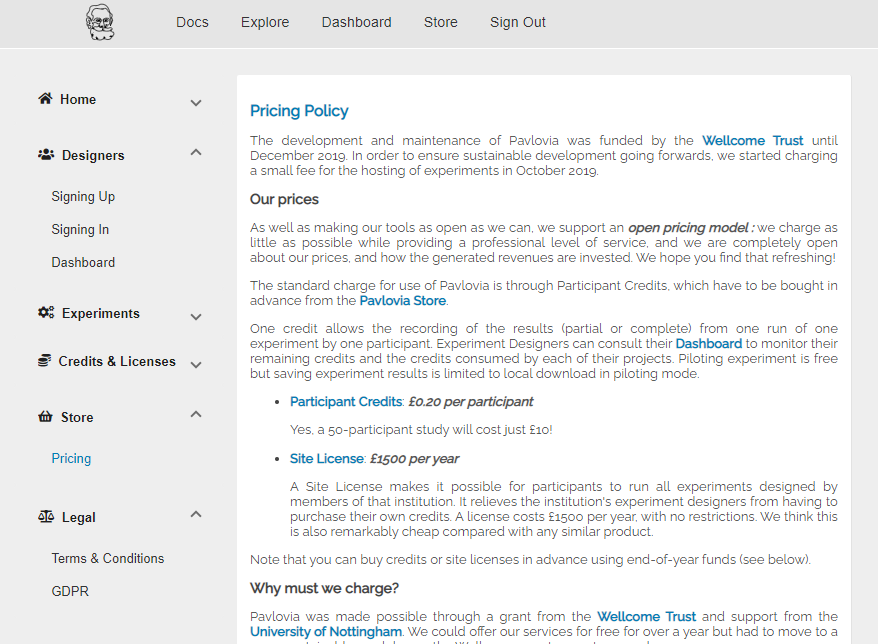 Docs Explore Dashboard Store Sign Out
Home
Designers
Signing Up
Signing In
Dashboard
Experiments
Credits & Licenses
Store
Pricing
Legal
Terms & Conditions
GDPR
Pricing Policy
The development and maintenance of Pavlovia was funded by the Wellcome Trust until
December 2019. In order to ensure sustainable development going forwards, we started charging
a small fee for the hosting of experiments in October 2019.
Our prices
As well as making our tools as open as we can, we support an open pricing model : we charge as
little as possible while providing a professional level of service, and we are completely open
about our prices, and how the generated revenues are invested. We hope you find that refreshing!
The standard charge for use of Pavlovia is through Participant Credits, which have to be bought in
advance from the Pavlovia Store.
One credit allows the recording of the results (partial or complete) from one run of one
experiment by one participant. Experiment Designers can consult their Dashboard to monitor their
remaining credits and the credits consumed by each of their projects. Piloting experiment is free
but saving experiment results is limited to local download in piloting mode.
• Participant Credits: £0.20 per participant
Yes, a 50-participant study will cost just £10!
• Site License: £1500 per year
A Site License makes it possible for participants to run all experiments designed by
members of that institution. It relieves the institution's experiment designers from having to
purchase their own credits. A license costs £1500 per year, with no restrictions. We think this
is also remarkably cheap compared with any similar product.
Note that you can buy credits or site licenses in advance using end-of-year funds (see below).
Why must we charge?
Pavlovia was made possible through a grant from the Wellcome Trust and support from the
University of Nottingham. We could offer our services for free for over a year but had to move to a